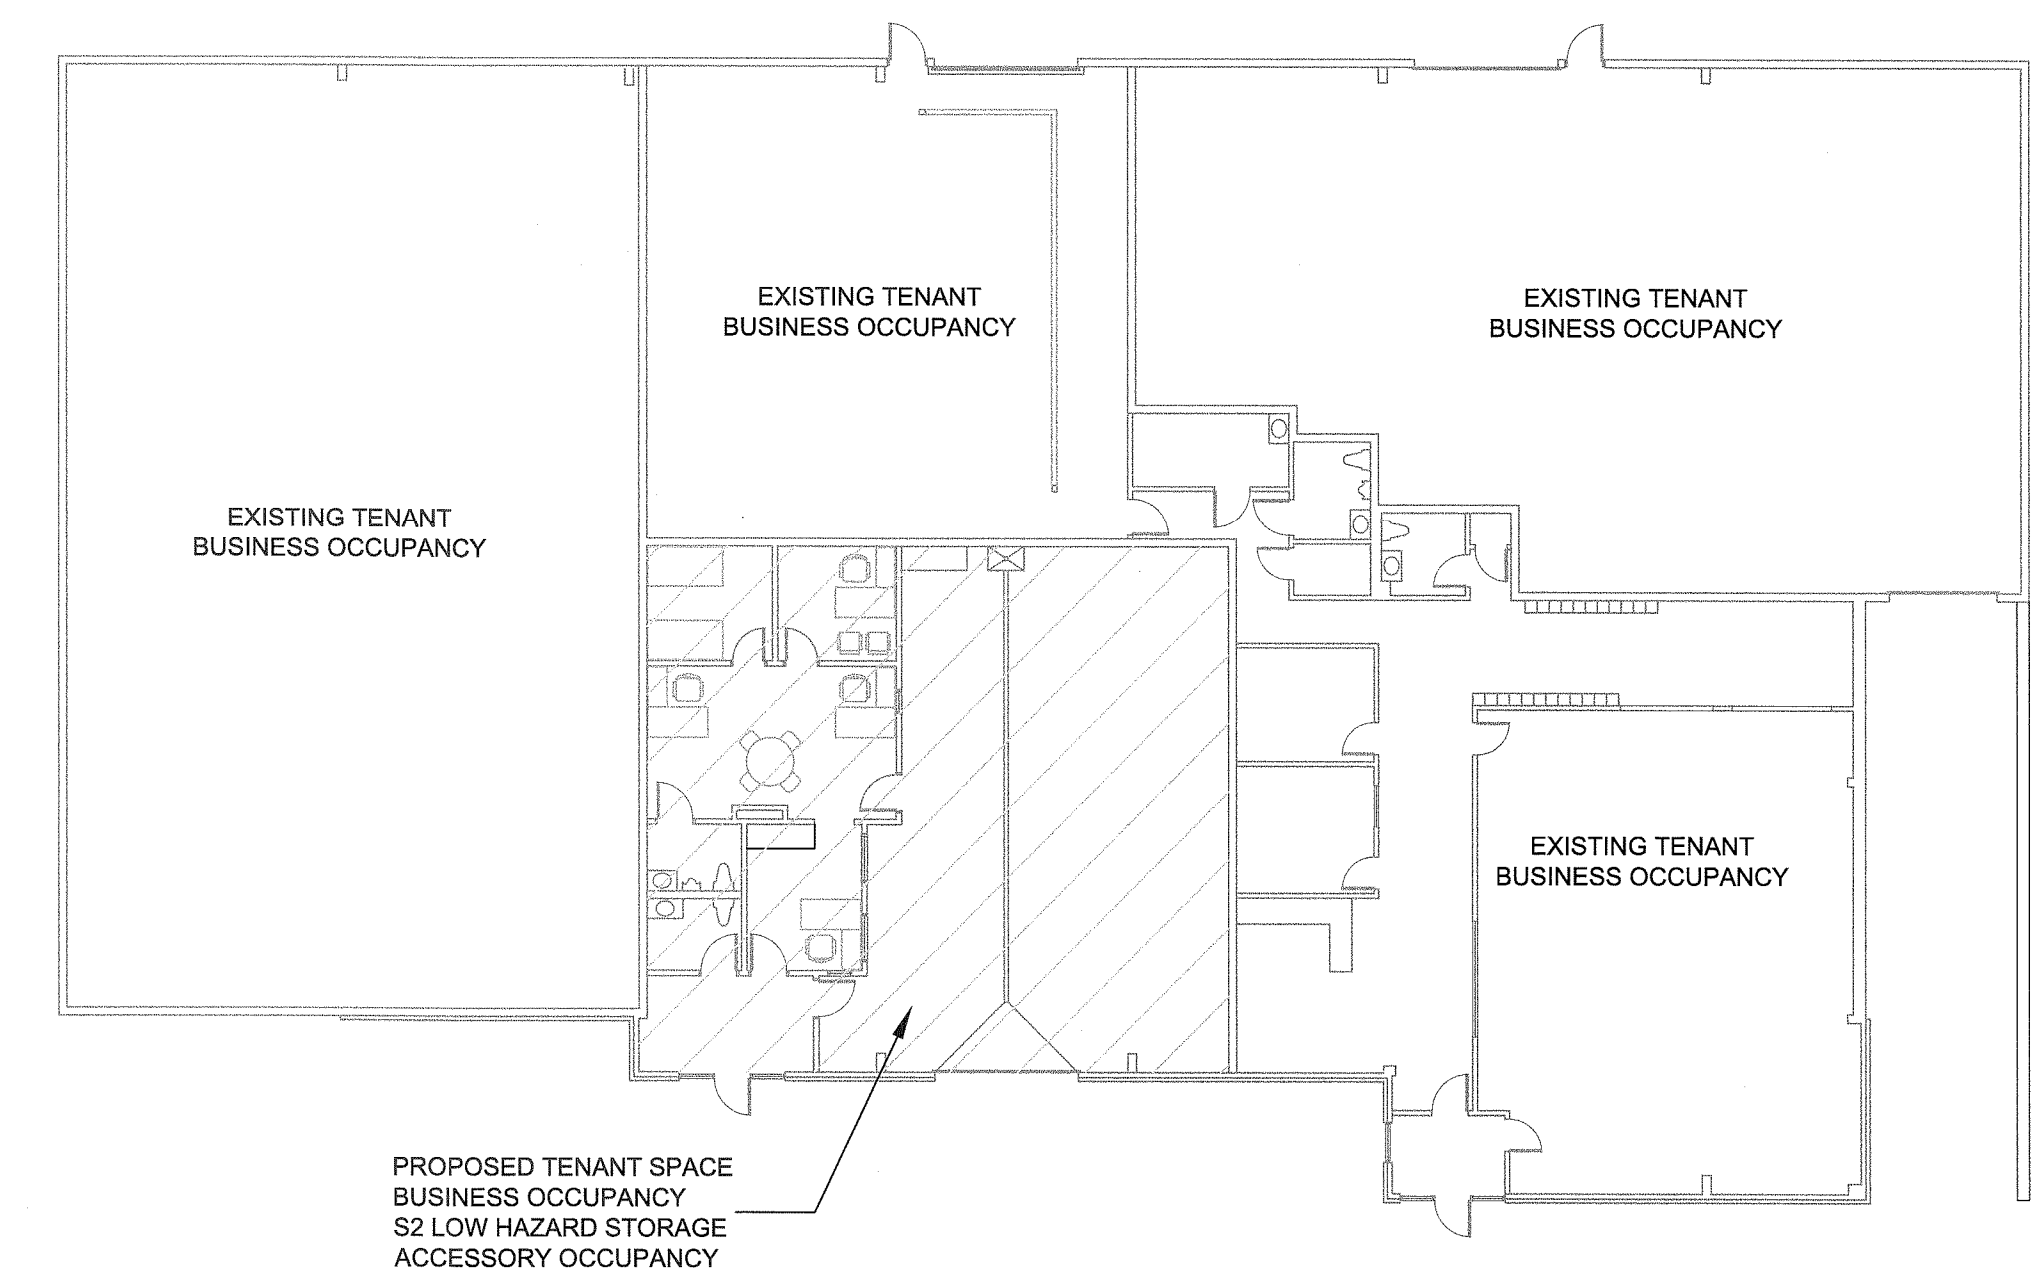 EXISTING TENANT
BUSINESS OCCUPANCY
EXISTING TENANT
BUSINESS OCCUPANCY
EXISTING TENANT
BUSINESS OCCUPANCY
EXISTING TENANT
BUSINESS OCCUPANCY
PROPOSED TENANT SPACE
BUSINESS OCCUPANCY
S2 LOW HAZARD STORAGE
ACCESSORY OCCUPANCY